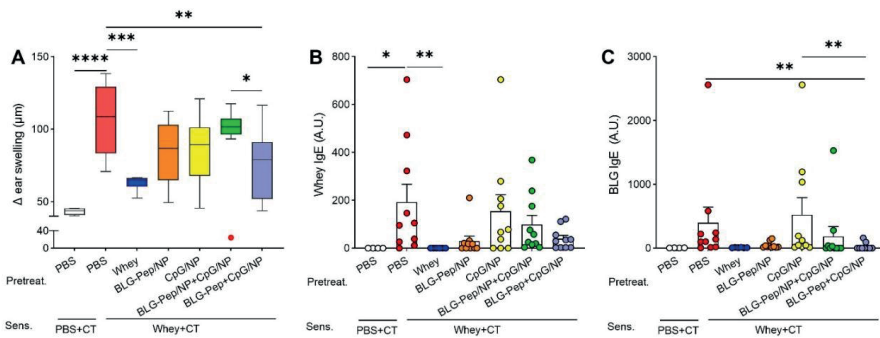 A
Δ ear swelling (μm)
150
100
50
40
0
****
***
**
*
Pretreat.
PBS
PBS
Whey
BLG-Pep/NP
CpG/NP
BLG-Pep/NP+CpG/NP
BLG-Pep+CpG/NP
Sens.
PBS+CT
Whey+CT
B
Whey IgE (A.U.)
800
600
400
200
0
*
**
Pretreat.
PBS
PBS
Whey
BLG-Pep/NP
CpG/NP
BLG-Pep/NP+CpG/NP
BLG-Pep+CpG/NP
Sens.
PBS+CT
Whey+CT
C
BLG IgE (A.U.)
3000
2000
1000
0
**
**
Pretreat.
PBS
PBS
Whey
BLG-Pep/NP
CpG/NP
BLG-Pep/NP+CpG/NP
BLG-Pep+CpG/NP
Sens.
PBS+CT
Whey+CT